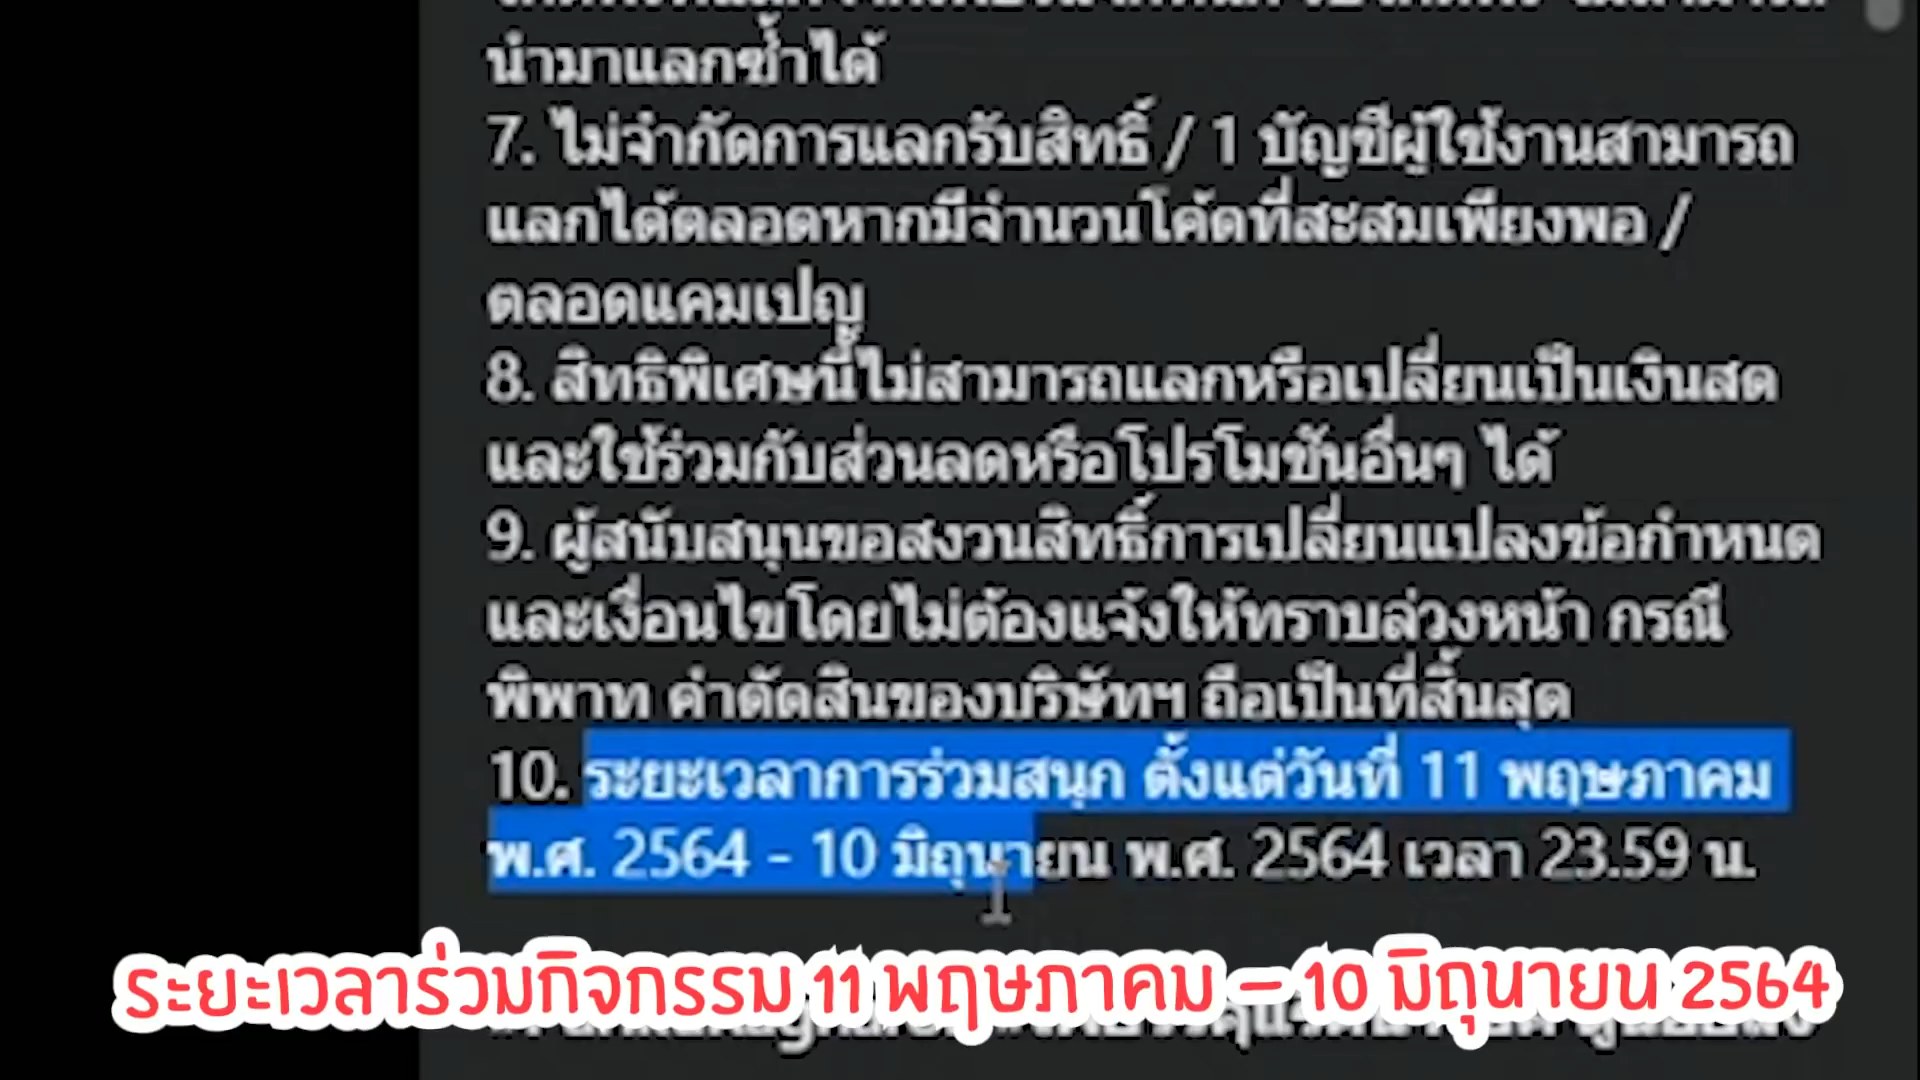 นำมาแลกซ้ำได้
7. ไม่จำกัดการแลกรับสิทธิ์ / 1 บัญชีผู้ใช้งานสามารถ
แลกได้ตลอดหากมีจำนวนโค้ดที่สะสมเพียงพอ /
ตลอดแคมเปญ
8. สิทธิพิเศษนี้ไม่สามารถแลกหรือเปลี่ยนเป็นเงินสด
และใช้ร่วมกับส่วนลดหรือโปรโมชันอื่นๆ ได้
9. ผู้สนับสนุนขอสงวนสิทธิ์การเปลี่ยนแปลงข้อกำหนด
และเงื่อนไขโดยไม่ต้องแจ้งให้ทราบล่วงหน้า กรณี
พิพาท คำตัดสินของบริษัทฯ ถือเป็นที่สิ้นสุด
10. ระยะเวลาการร่วมสนุก ตั้งแต่วันที่ 11 พฤษภาคม
พ.ศ. 2564 - 10 มิถุนายน พ.ศ. 2564 เวลา 23.59 น.
ระยะเวลาร่วมกิจกรรม 11 พฤษภาคม – 10 มิถุนายน 2564